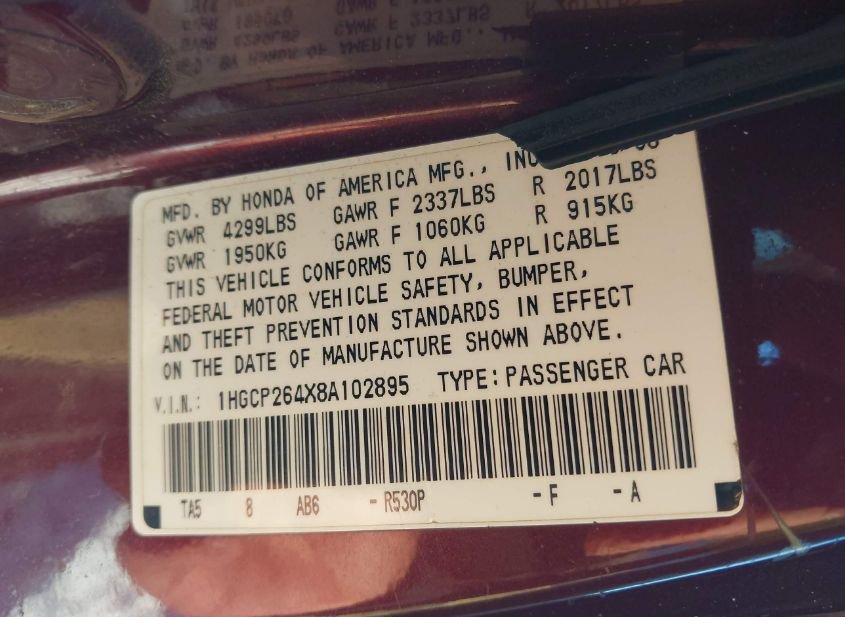 MFD. BY HONDA OF AMERICA MFG., INC
GVWR 4299LBS GAWR F 2337LBS R 2017LBS
GVWR 1950KG GAWR F 1060KG R 915KG
THIS VEHICLE CONFORMS TO ALL APPLICABLE
FEDERAL MOTOR VEHICLE SAFETY, BUMPER,
AND THEFT PREVENTION STANDARDS IN EFFECT
ON THE DATE OF MANUFACTURE SHOWN ABOVE.
V.I.N.: 1HGCP264X8A102895 TYPE: PASSENGER CAR
TA5 8 AB6 - R530P - F - A